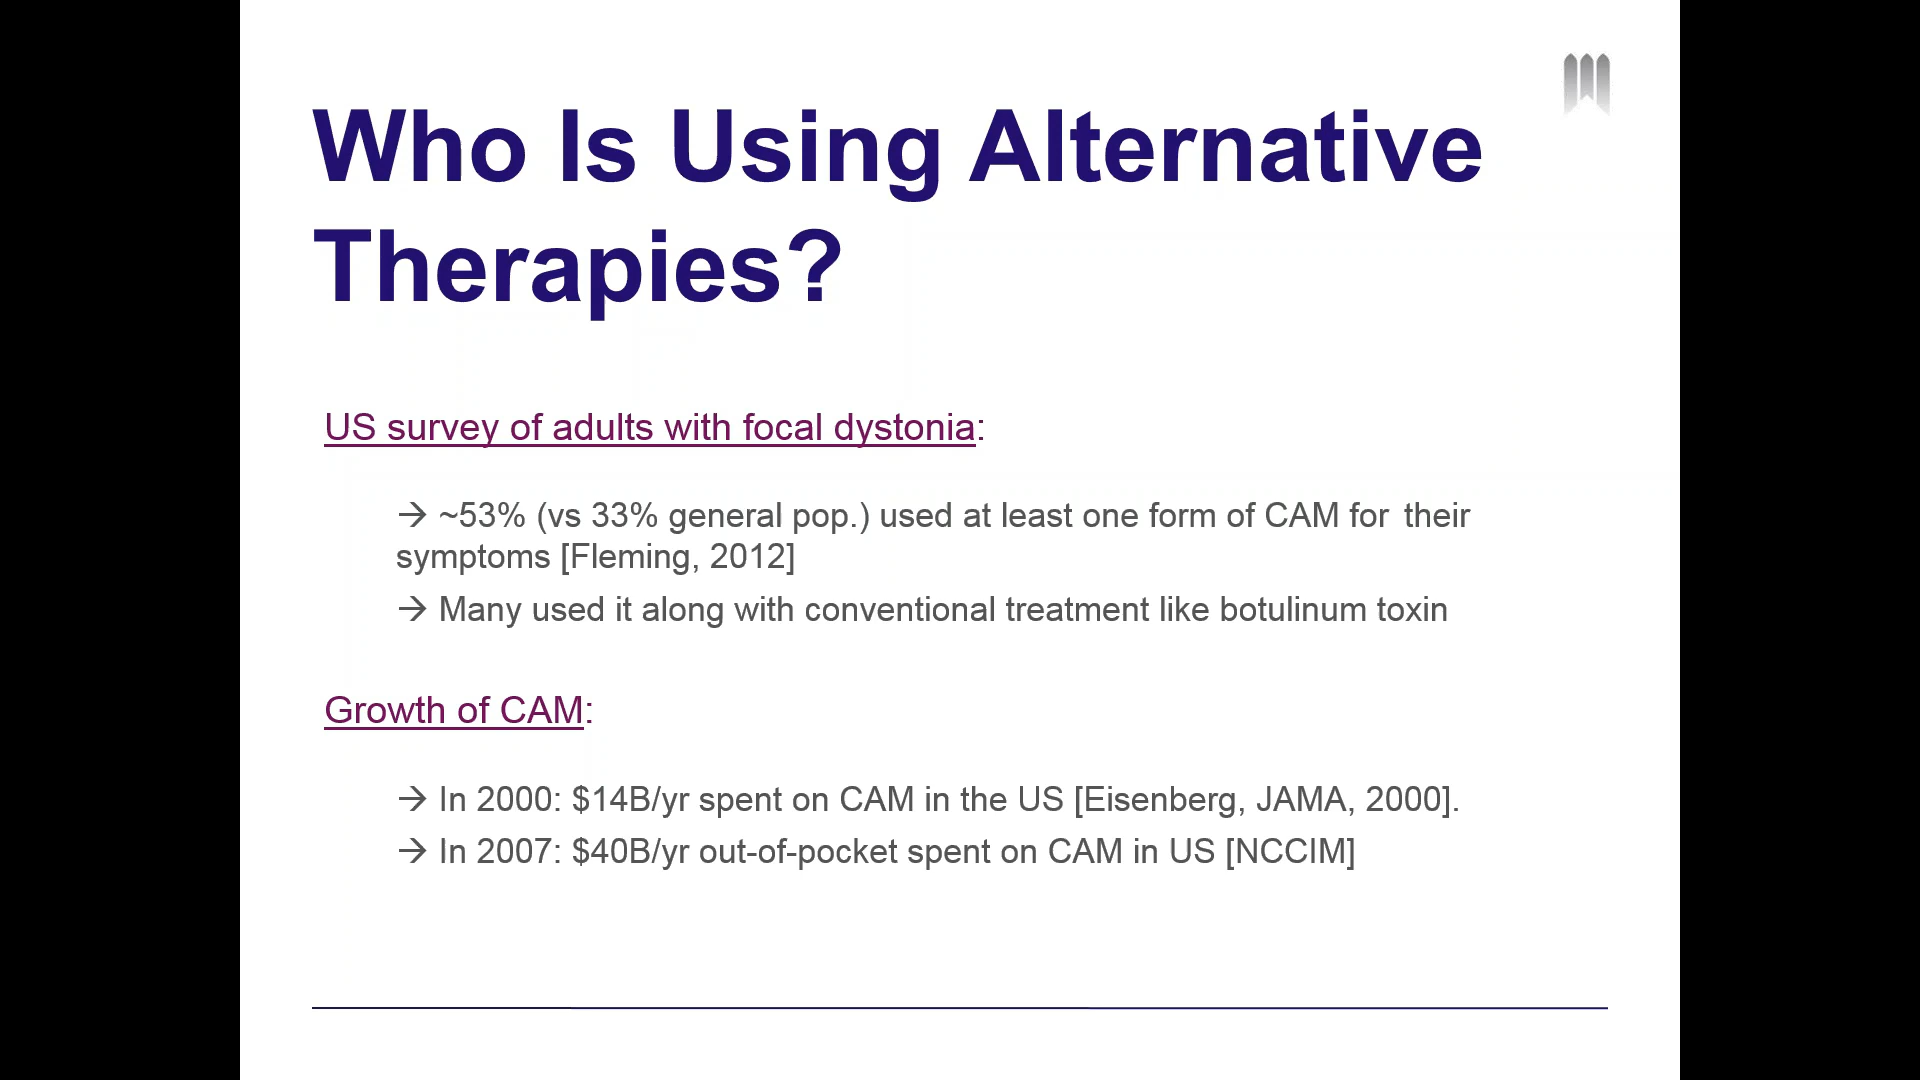 Who Is Using Alternative
Therapies?
US survey of adults with focal dystonia:
→ ~53% (vs 33% general pop.) used at least one form of CAM for their
symptoms [Fleming, 2012]
→ Many used it along with conventional treatment like botulinum toxin
Growth of CAM:
→ In 2000: $14B/yr spent on CAM in the US [Eisenberg, JAMA, 2000].
→ In 2007: $40B/yr out-of-pocket spent on CAM in US [NCCIM]